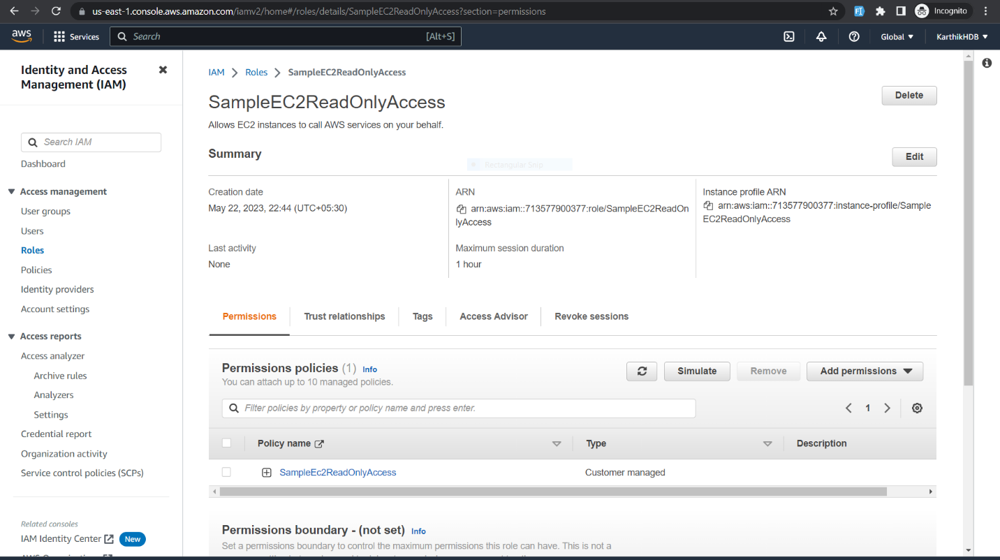 us-east-1.console.aws.amazon.com/iamv2/home#/roles/details/SampleEC2ReadOnlyAccess?section=permissions
Incognito
aws
Services
Search
[Alt+S]
Global
KarthikHDB
Identity and Access
Management (IAM)
Search IAM
Dashboard
Access management
User groups
Users
Roles
Policies
Identity providers
Account settings
Access reports
Access analyzer
Archive rules
Analyzers
Settings
Credential report
Organization activity
Service control policies (SCPs)
Related consoles
IAM Identity Center
New
IAM
Roles
SampleEC2ReadOnlyAccess
SampleEC2ReadOnlyAccess
Delete
Allows EC2 instances to call AWS services on your behalf.
Summary
Edit
Rectangular Snip
Creation date
May 22, 2023, 22:44 (UTC+05:30)
ARN
arn:aws:iam::713577900377:role/SampleEC2ReadOn
lyAccess
Instance profile ARN
arn:aws:iam::713577900377:instance-profile/Sample
EC2ReadOnlyAccess
Last activity
None
Maximum session duration
1 hour
Permissions
Trust relationships
Tags
Access Advisor
Revoke sessions
Permissions policies (1) Info
You can attach up to 10 managed policies.
Simulate
Remove
Add permissions
Filter policies by property or policy name and press enter.
1
Policy name
Type
Description
SampleEc2ReadOnlyAccess
Customer managed
Permissions boundary - (not set) Info
Set a permissions boundary to control the maximum permissions this role can have. This is not a